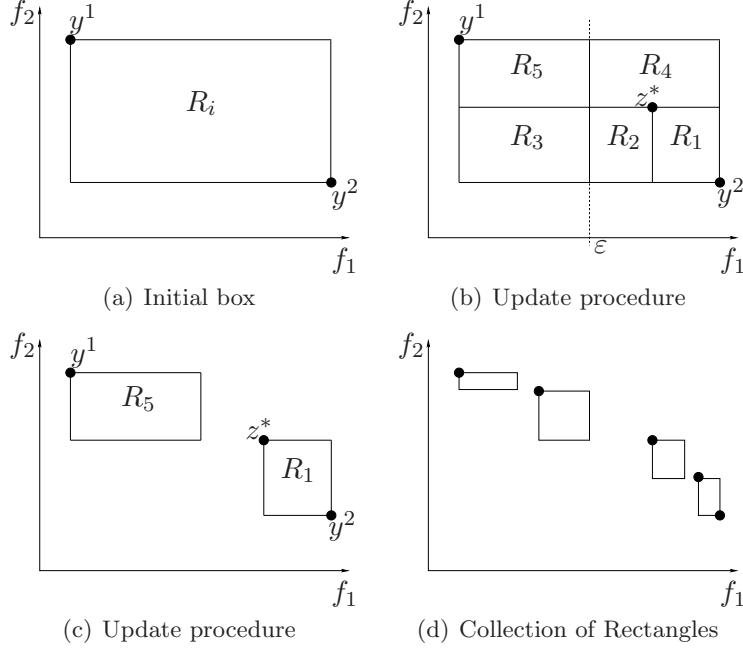 f₂
y¹
Rᵢ
y²
f₁
(a) Initial box
f₂
y¹
R₅
R₄
z*
R₃
R₂
R₁
y²
ε
f₁
(b) Update procedure
f₂
y¹
R₅
z*
R₁
y²
f₁
(c) Update procedure
f₂
f₁
(d) Collection of Rectangles